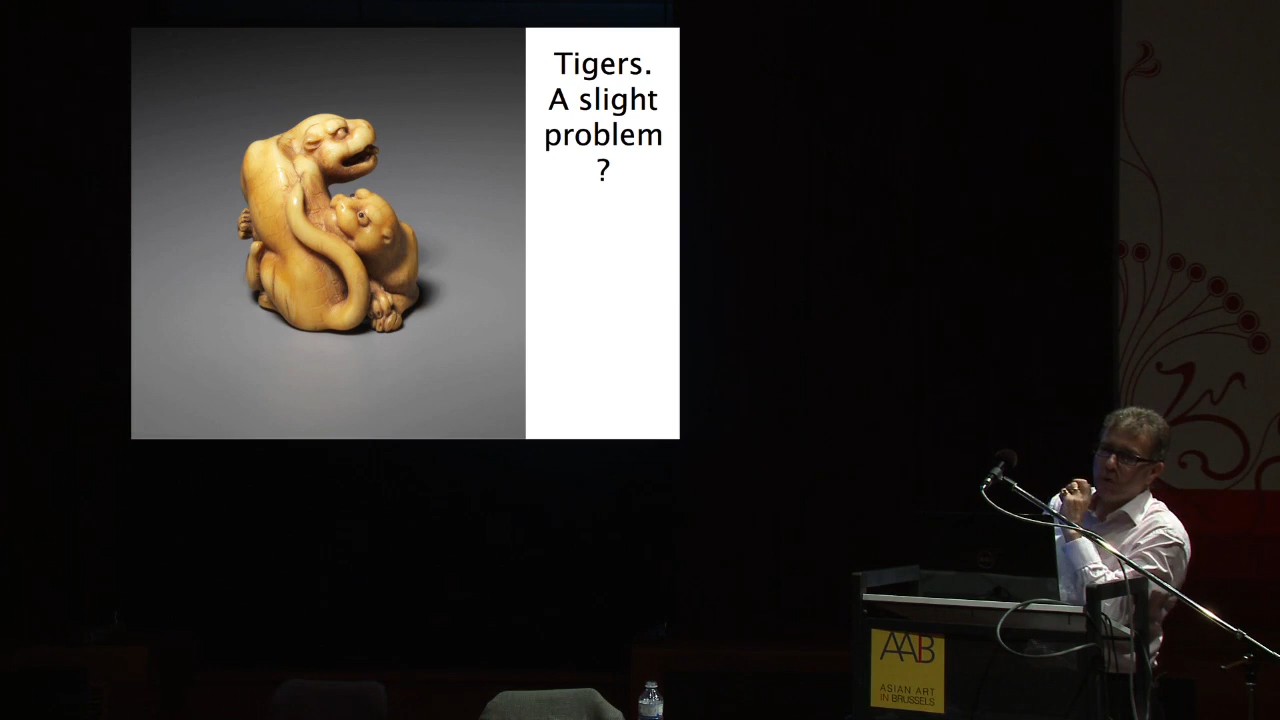 Tigers.
A slight
problem
?
AAB
ASIAN ART
IN BRUSSELS